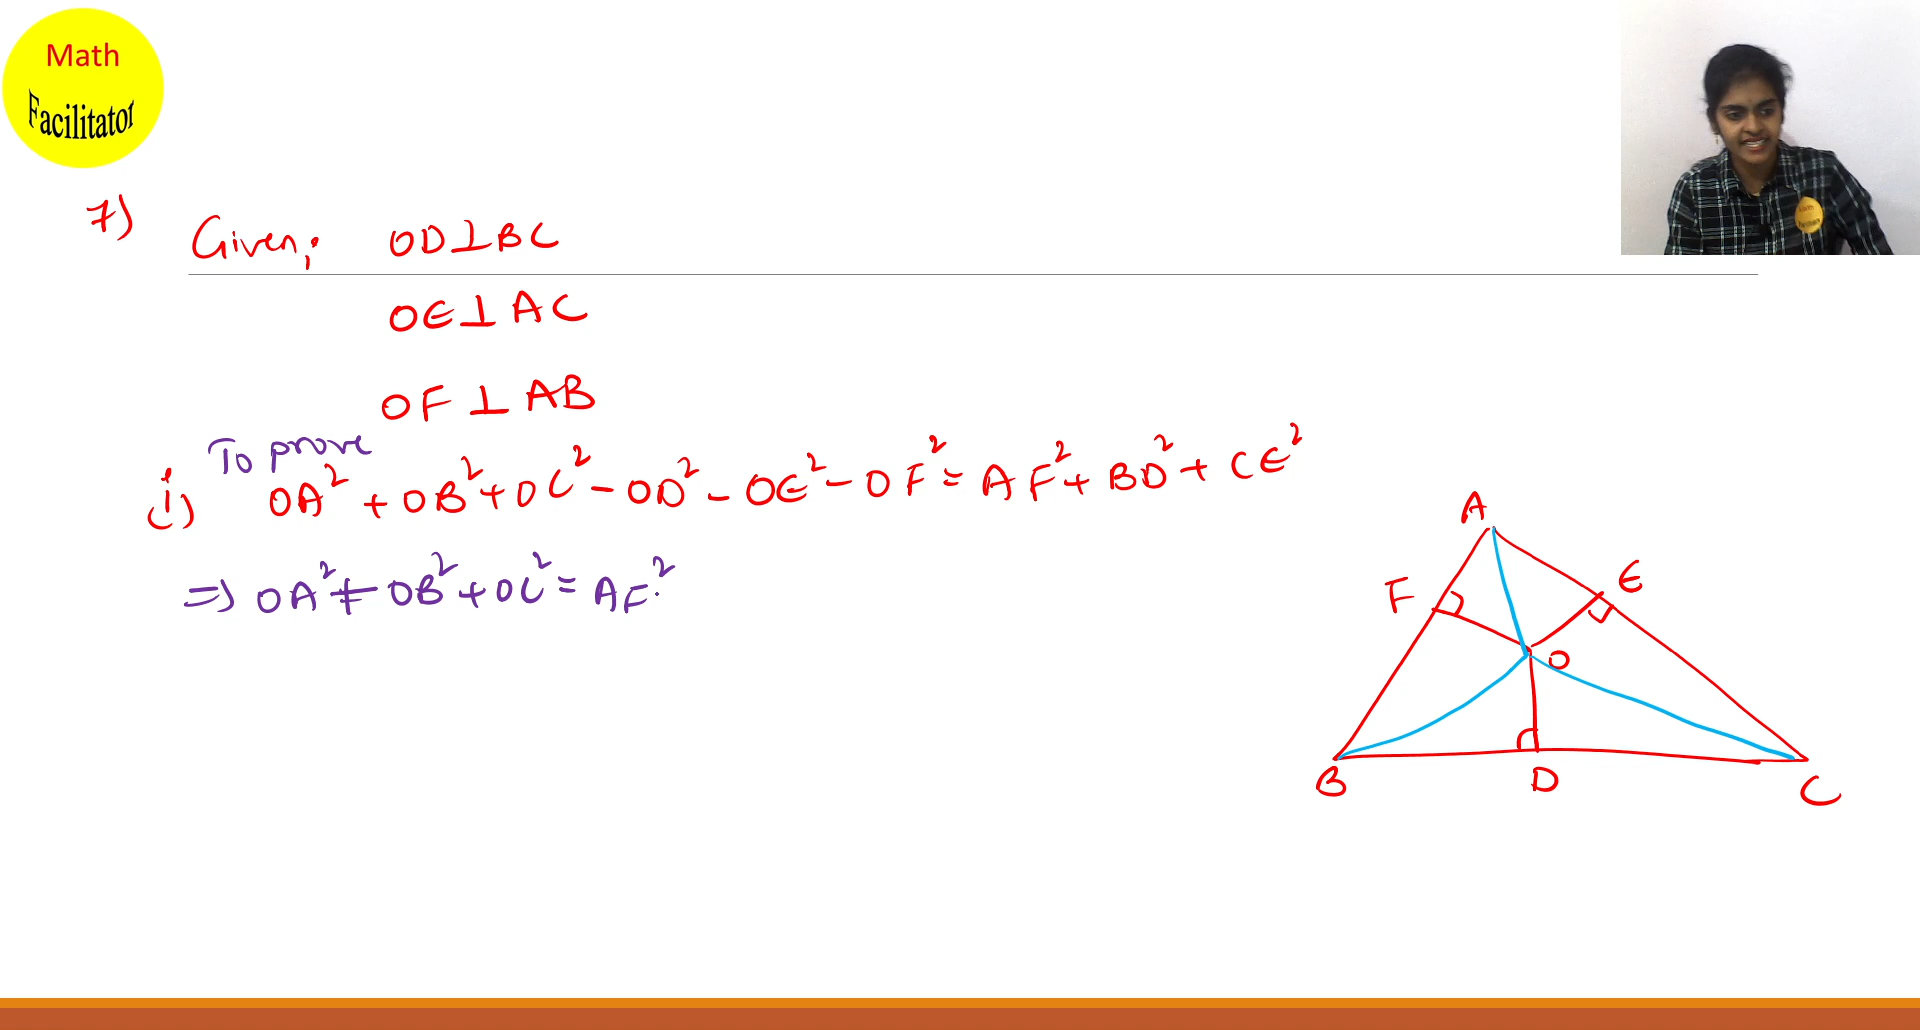 Math
Facilitator
7)
Given; OD⊥BC
OE⊥AC
OF⊥AB
To prove
(i) OA² + OB² + OC² - OD² - OE² - OF² = AF² + BD² + CE²
⇒ OA² + OB² + OC² = AF²
A
F
E
O
B
D
C